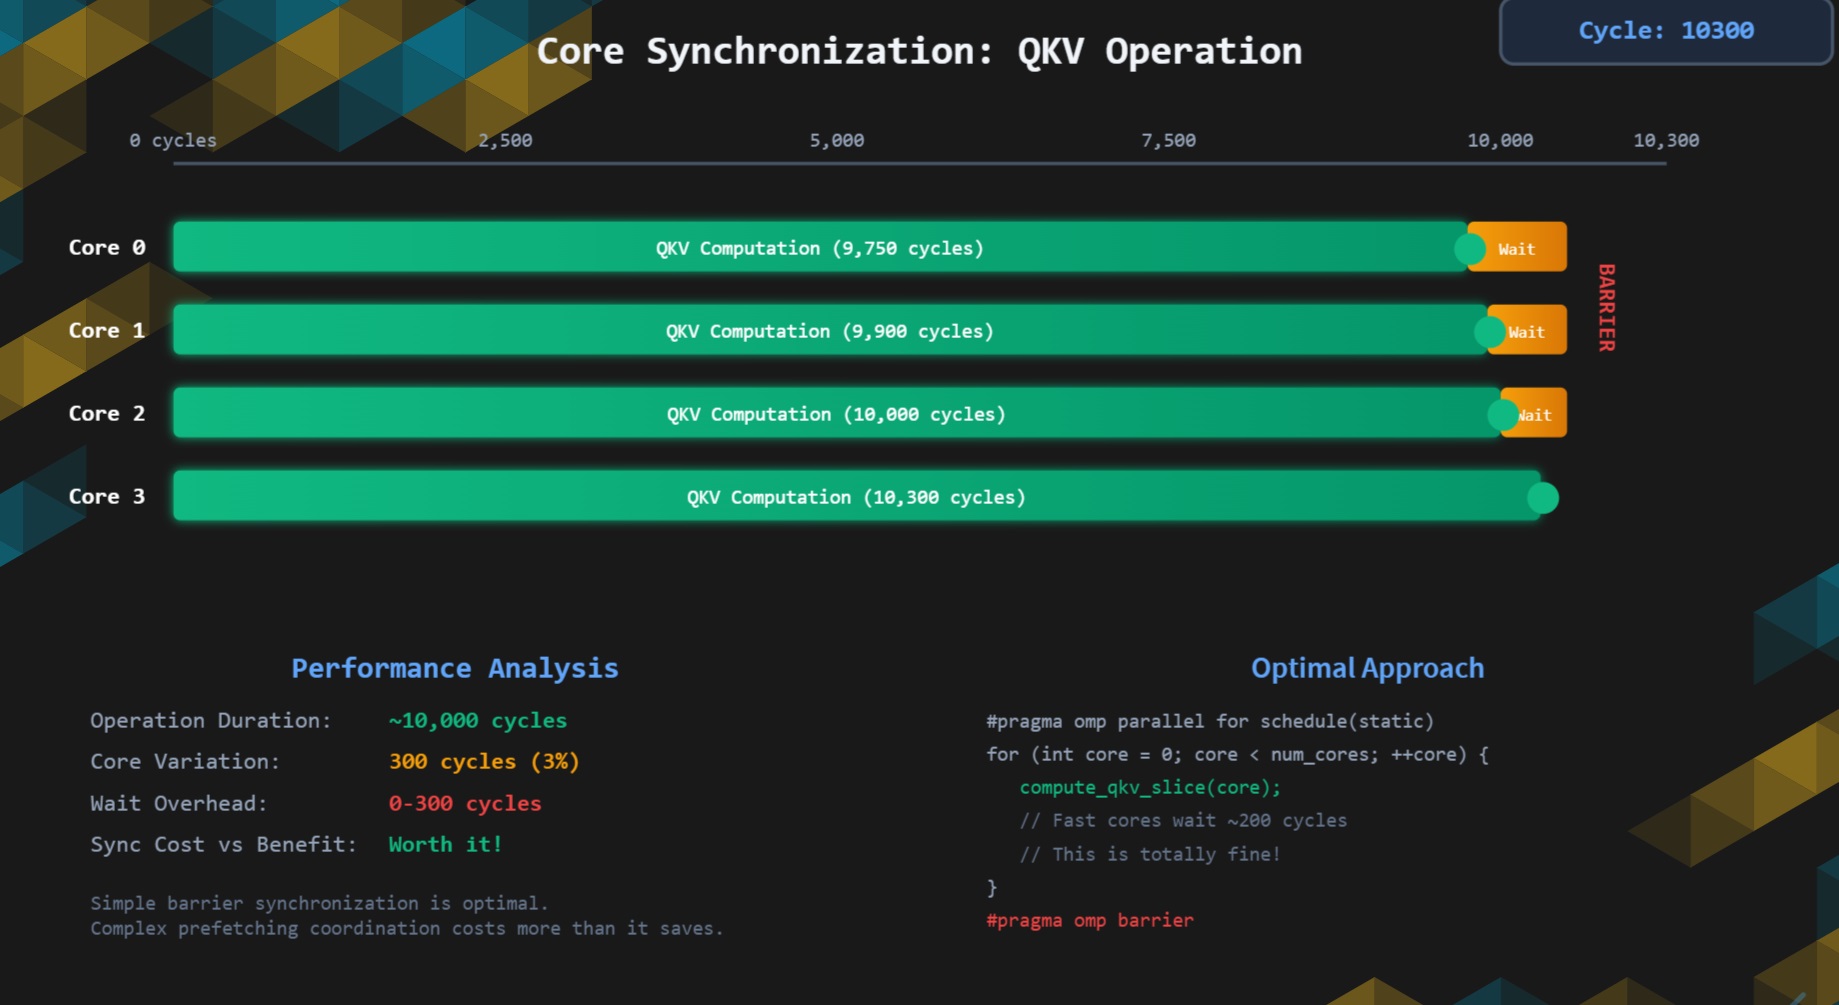 Core Synchronization: QKV Operation
Cycle: 10300
0 cycles 2,500 5,000 7,500 10,000 10,300
Core 0 QKV Computation (9,750 cycles) Wait
BARRIER
Core 1 QKV Computation (9,900 cycles) Wait
Core 2 QKV Computation (10,000 cycles) Wait
Core 3 QKV Computation (10,300 cycles)
Performance Analysis
Operation Duration: ~10,000 cycles
Core Variation: 300 cycles (3%)
Wait Overhead: 0-300 cycles
Sync Cost vs Benefit: Worth it!
Simple barrier synchronization is optimal.
Complex prefetching coordination costs more than it saves.
Optimal Approach
#pragma omp parallel for schedule(static)
for (int core = 0; core < num_cores; ++core) {
compute_qkv_slice(core);
// Fast cores wait ~200 cycles
// This is totally fine!
}
#pragma omp barrier